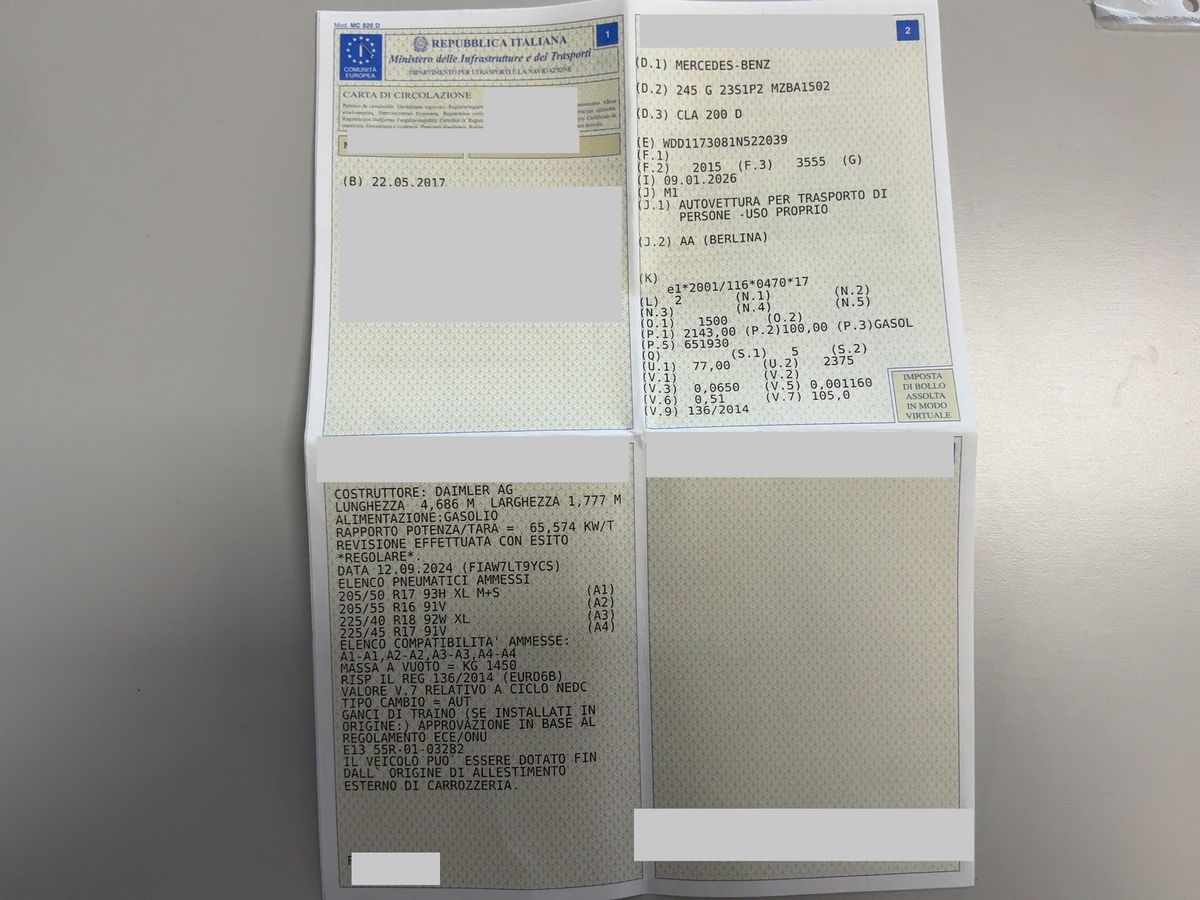 Mod. MC 820 D
1
COMUNITÀ
EUROPEA
REPUBBLICA ITALIANA
Ministero delle Infrastrutture e dei Trasporti
DIPARTIMENTO PER I TRASPORTI E LA NAVIGAZIONE
CARTA DI CIRCOLAZIONE
(B) 22.05.2017
2
(D.1) MERCEDES-BENZ
(D.2) 245 G 23S1P2 MZBA1502
(D.3) CLA 200 D
(E) WDD1173081N522039
(F.1)
(F.2) 2015 (F.3) 3555 (G)
(I) 09.01.2026
(J) M1
(J.1) AUTOVETTURA PER TRASPORTO DI
PERSONE -USO PROPRIO
(J.2) AA (BERLINA)
(K)
e1*2001/116*0470*17
(L) 2 (N.1) (N.2)
(N.3) (N.4) (N.5)
(O.1) 1500 (O.2)
(P.1) 2143,00 (P.2)100,00 (P.3)GASOL
(P.5) 651930
(Q) (S.1) 5 (S.2)
(U.1) 77,00 (U.2) 2375
(V.1) (V.2)
(V.3) 0,0650 (V.5) 0,001160
(V.6) 0,51 (V.7) 105,0
(V.9) 136/2014
IMPOSTA
DI BOLLO
ASSOLTA
IN MODO
VIRTUALE
COSTRUTTORE: DAIMLER AG
LUNGHEZZA 4,686 M LARGHEZZA 1,777 M
ALIMENTAZIONE:GASOLIO
RAPPORTO POTENZA/TARA = 65,574 KW/T
REVISIONE EFFETTUATA CON ESITO
*REGOLARE*.
DATA 12.09.2024 (FIAW7LT9YCS)
ELENCO PNEUMATICI AMMESSI
205/50 R17 93H XL M+S (A1)
205/55 R16 91V (A2)
225/40 R18 92W XL (A3)
225/45 R17 91V (A4)
ELENCO COMPATIBILITA' AMMESSE:
A1-A1,A2-A2,A3-A3,A4-A4
MASSA A VUOTO = KG 1450
RISP IL REG 136/2014 (EURO6B)
VALORE V.7 RELATIVO A CICLO NEDC
TIPO CAMBIO = AUT
GANCI DI TRAINO (SE INSTALLATI IN
ORIGINE:) APPROVAZIONE IN BASE AL
REGOLAMENTO ECE/ONU
E13 55R-01-03282
IL VEICOLO PUO` ESSERE DOTATO FIN
DALL` ORIGINE DI ALLESTIMENTO
ESTERNO DI CARROZZERIA.